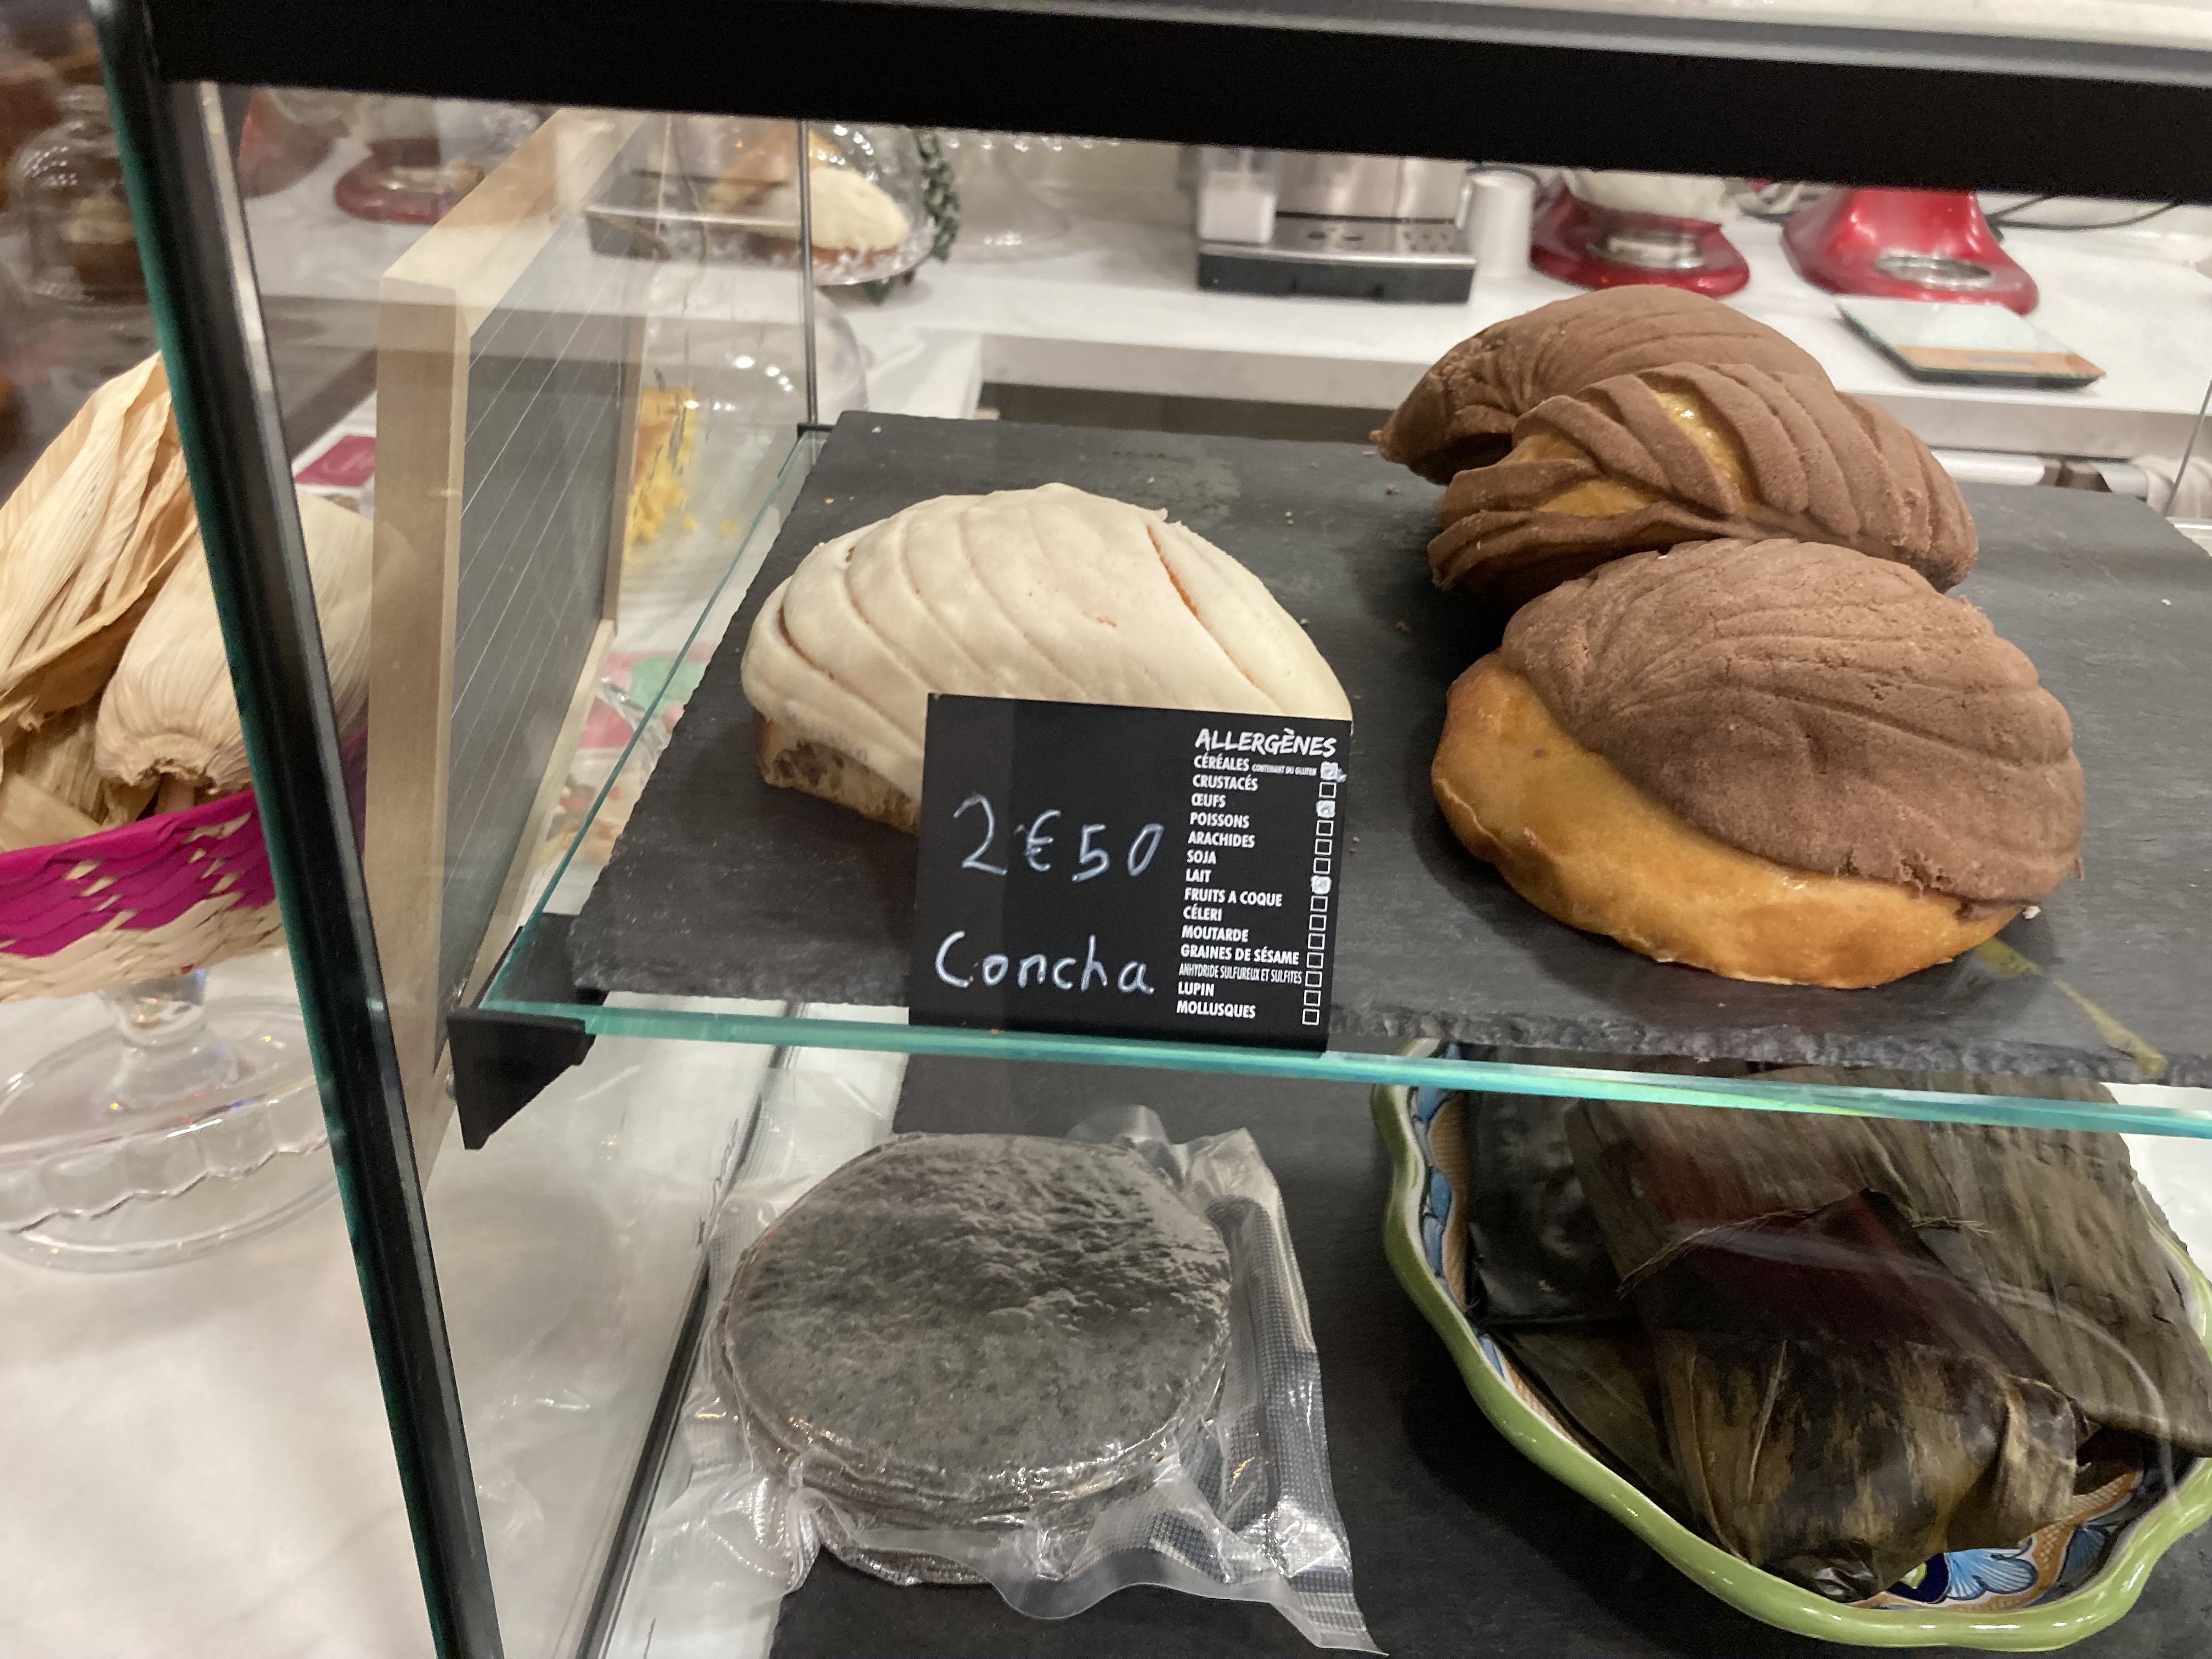 2€50
Concha
ALLERGÈNES
CÉRÉALES CONTENANT DU GLUTEN
CRUSTACÉS
ŒUFS
POISSONS
ARACHIDES
SOJA
LAIT
FRUITS A COQUE
CÉLERI
MOUTARDE
GRAINES DE SÉSAME
ANHYDRIDE SULFUREUX ET SULFITES
LUPIN
MOLLUSQUES